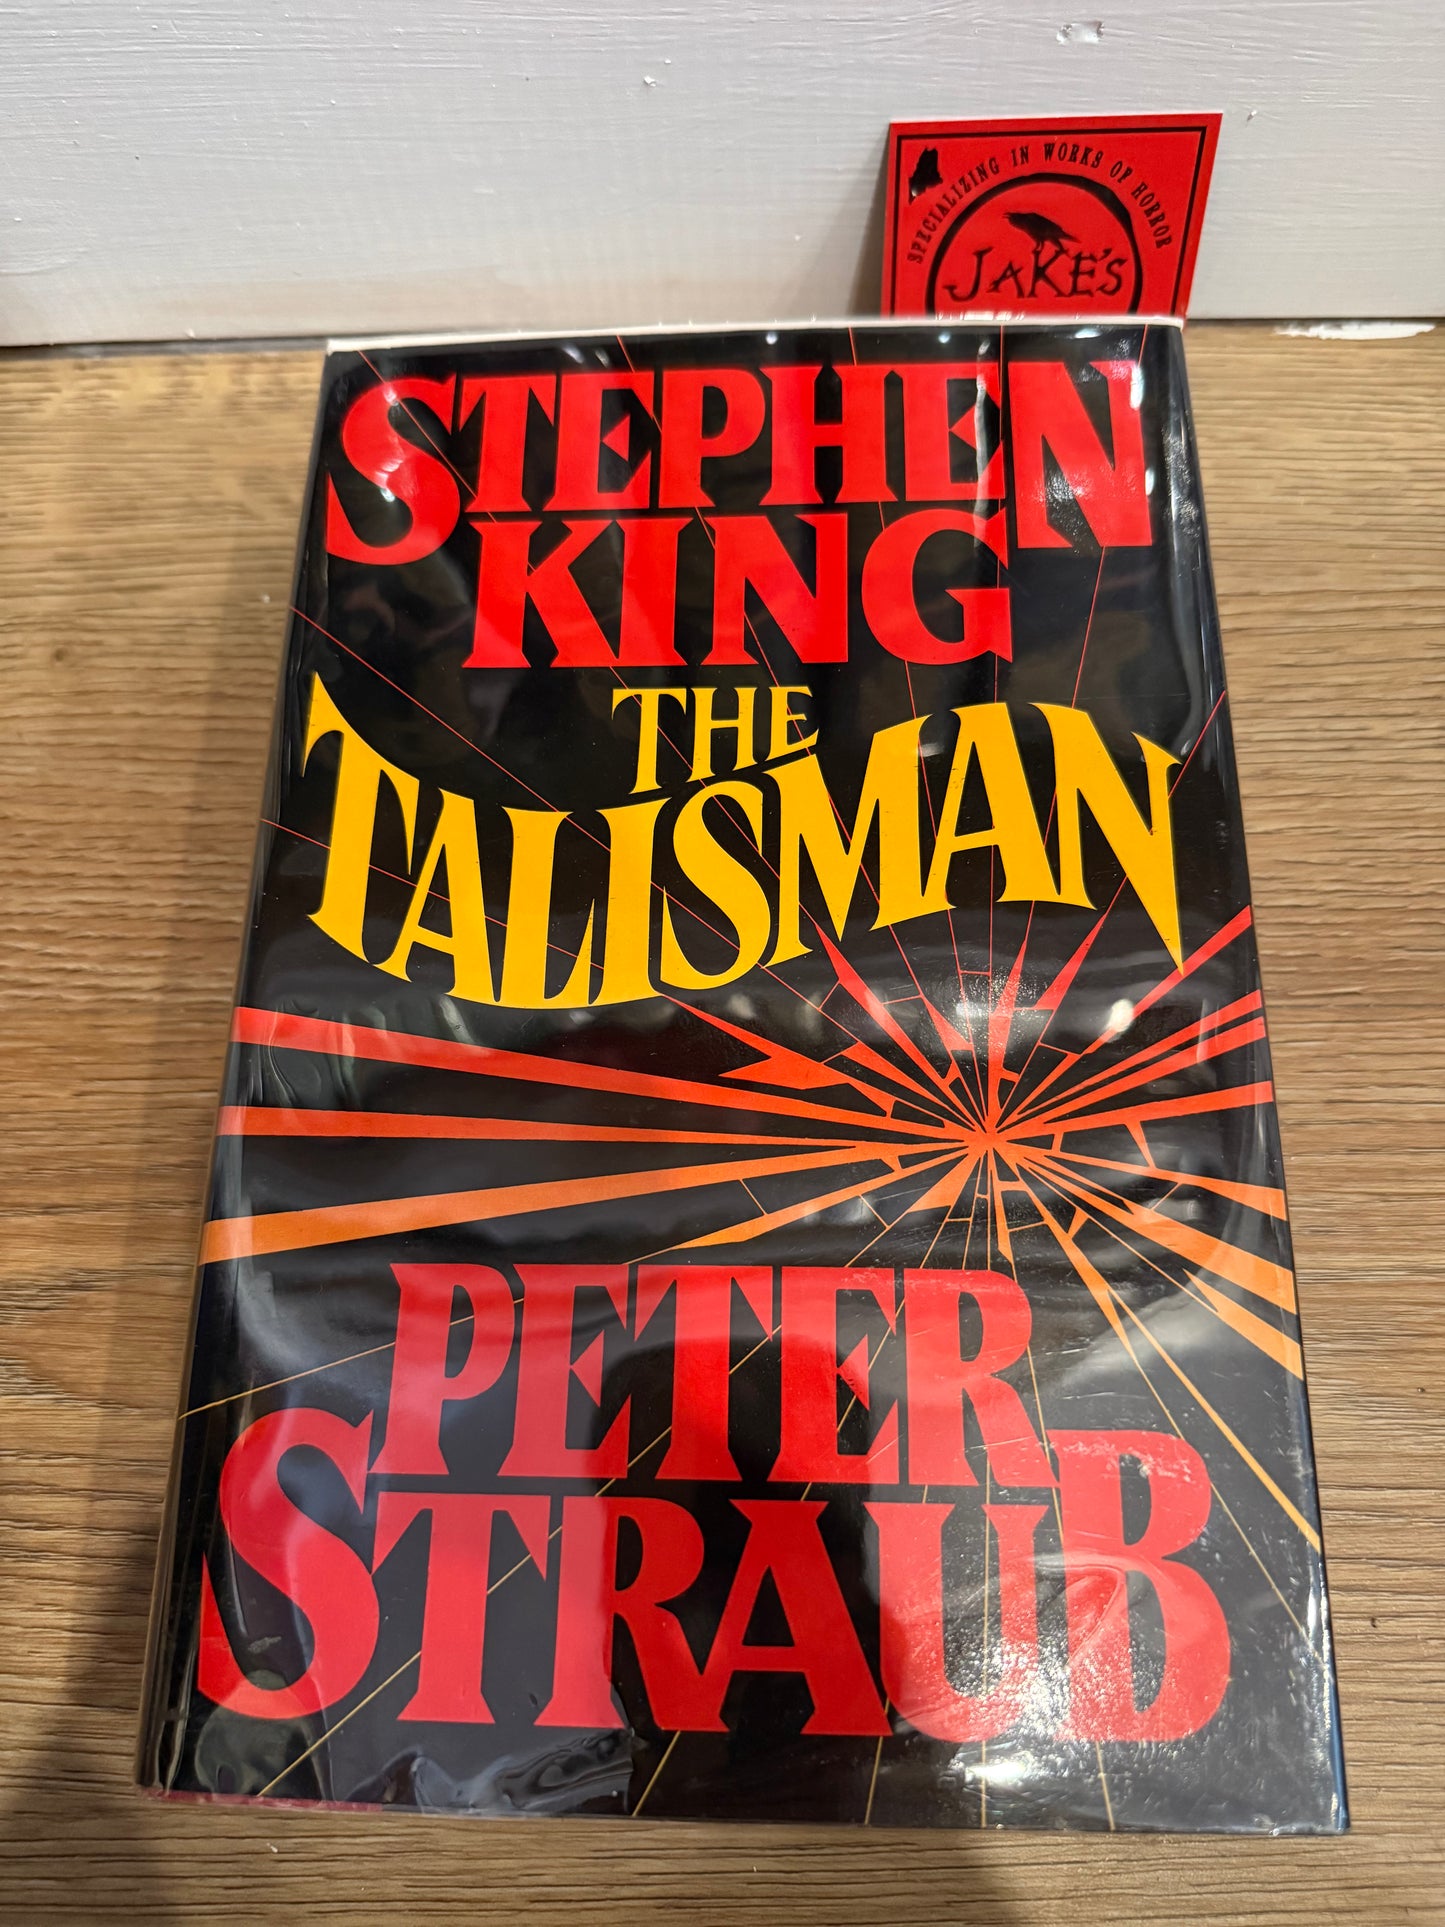 SPECIALIZING IN WORKS OF HORROR
JAKE'S
STEPHEN
KING
THE
TALISMAN
PETER
STRAUB